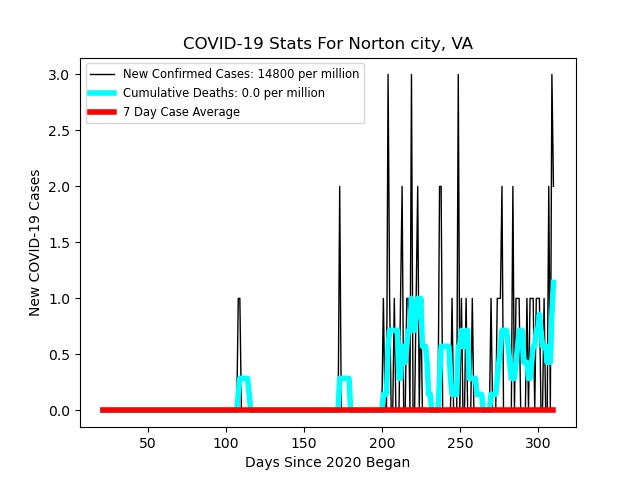 COVID-19 Stats For Norton city, VA
New Confirmed Cases: 14800 per million
Cumulative Deaths: 0.0 per million
7 Day Case Average
New COVID-19 Cases
3.0
2.5
2.0
1.5
1.0
0.5
0.0
50 100 150 200 250 300
Days Since 2020 Began